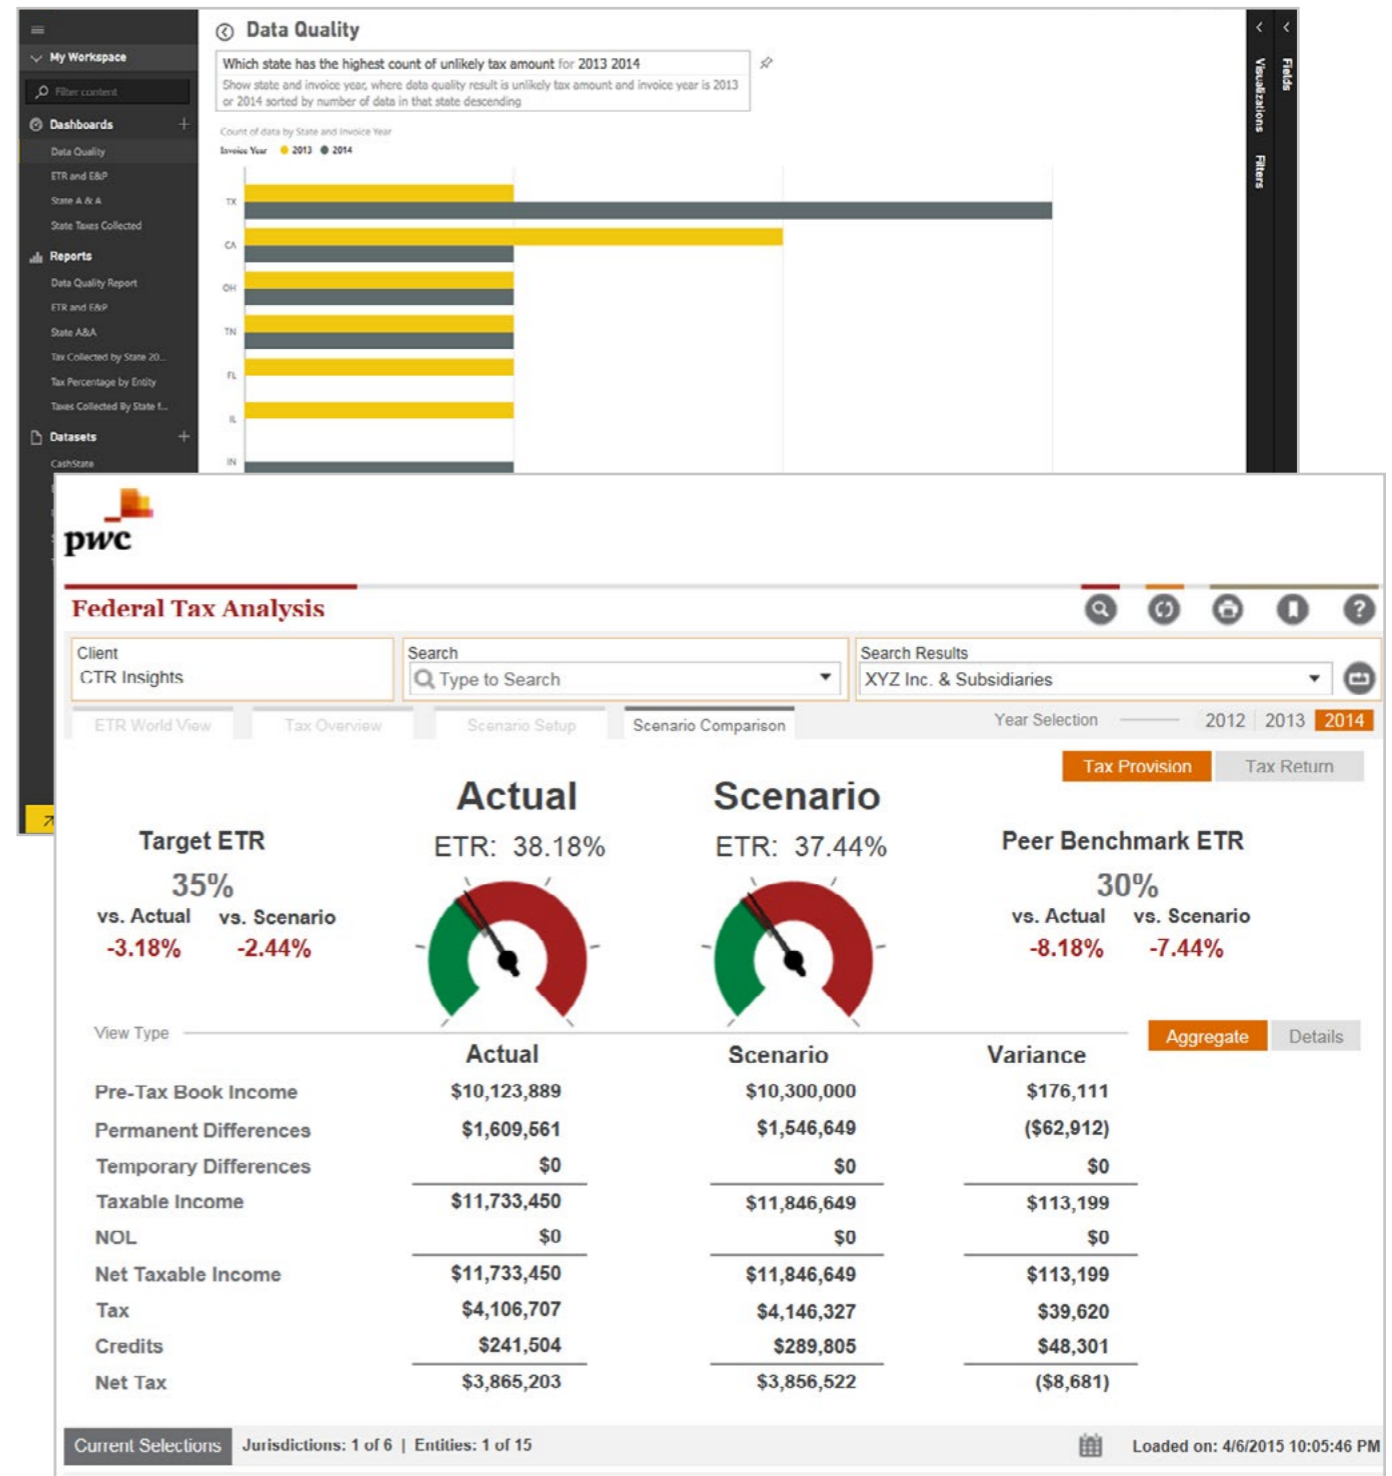 Data Quality
My Workspace
Which state has the highest count of unlikely tax amount for 2013 2014
Show state and invoice year, where data quality result is unlikely tax amount and invoice year is 2013
or 2014 sorted by number of data in that state descending
Filter content
Dashboards
Data Quality
ETR and E&P
State A & A
State Taxes Collected
Reports
Data Quality Report
ETR and E&P
State A&A
Tax Collected by State 20...
Tax Percentage by Entity
Taxes Collected By State f...
Datasets
CashState
Count of data by State and Invoice Year
Invoice Year 2013 2014
TX
CA
OH
TN
FL
IL
IN
Visualizations
Filters
Fields
pwc
Federal Tax Analysis
?
Client
CTR Insights
Search
Type to Search
Search Results
XYZ Inc. & Subsidiaries
ETR World View Tax Overview Scenario Setup Scenario Comparison Year Selection 2012 2013 2014
Tax Provision Tax Return
Actual Scenario
Target ETR ETR: 38.18% ETR: 37.44% Peer Benchmark ETR
35% 30%
vs. Actual vs. Scenario vs. Actual vs. Scenario
-3.18% -2.44% -8.18% -7.44%
View Type Aggregate Details
Actual Scenario Variance
Pre-Tax Book Income $10,123,889 $10,300,000 $176,111
Permanent Differences $1,609,561 $1,546,649 ($62,912)
Temporary Differences $0 $0 $0
Taxable Income $11,733,450 $11,846,649 $113,199
NOL $0 $0 $0
Net Taxable Income $11,733,450 $11,846,649 $113,199
Tax $4,106,707 $4,146,327 $39,620
Credits $241,504 $289,805 $48,301
Net Tax $3,865,203 $3,856,522 ($8,681)
Current Selections Jurisdictions: 1 of 6 | Entities: 1 of 15 Loaded on: 4/6/2015 10:05:46 PM